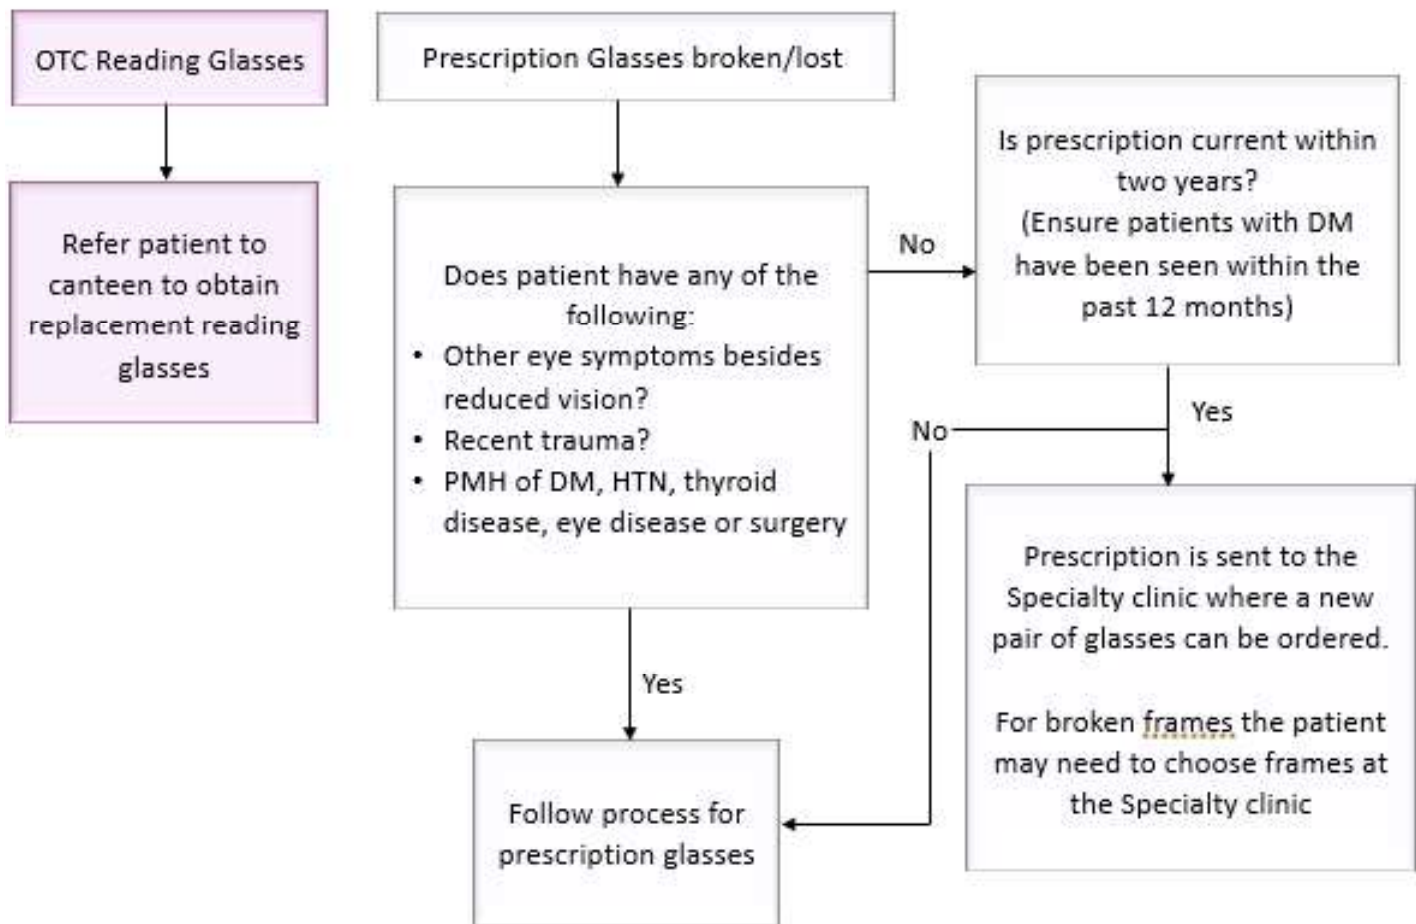 OTC Reading Glasses
Refer patient to
canteen to obtain
replacement reading
glasses
Prescription Glasses broken/lost
Does patient have any of the
following:
• Other eye symptoms besides
reduced vision?
• Recent trauma?
• PMH of DM, HTN, thyroid
disease, eye disease or surgery
No
Is prescription current within
two years?
(Ensure patients with DM
have been seen within the
past 12 months)
Yes
No
Prescription is sent to the
Specialty clinic where a new
pair of glasses can be ordered.
For broken frames the patient
may need to choose frames at
the Specialty clinic
Yes
Follow process for
prescription glasses